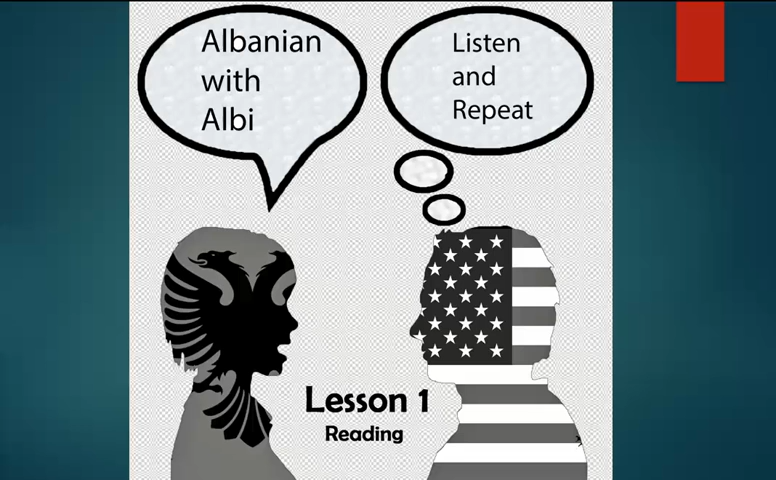 Albanian
with
Albi
Listen
and
Repeat
Lesson 1
Reading